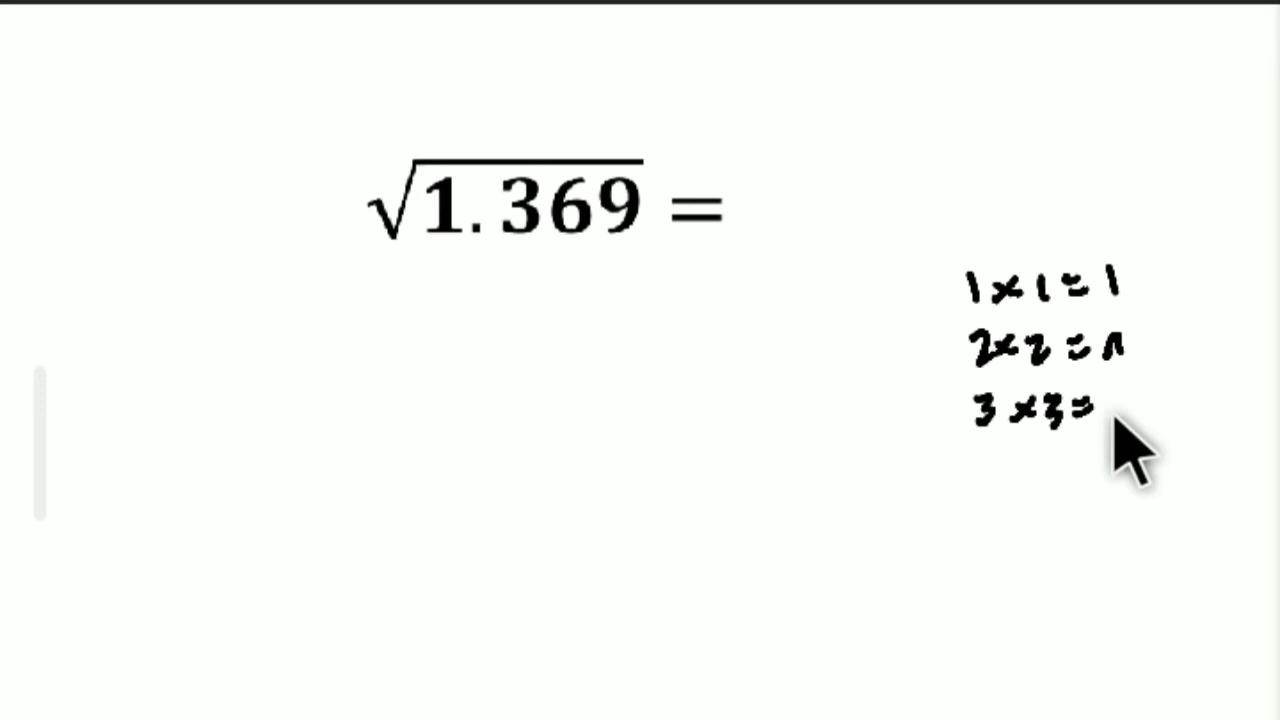 √1.369 =
1 x 1 = 1
2 x 2 =
3 x 3 =